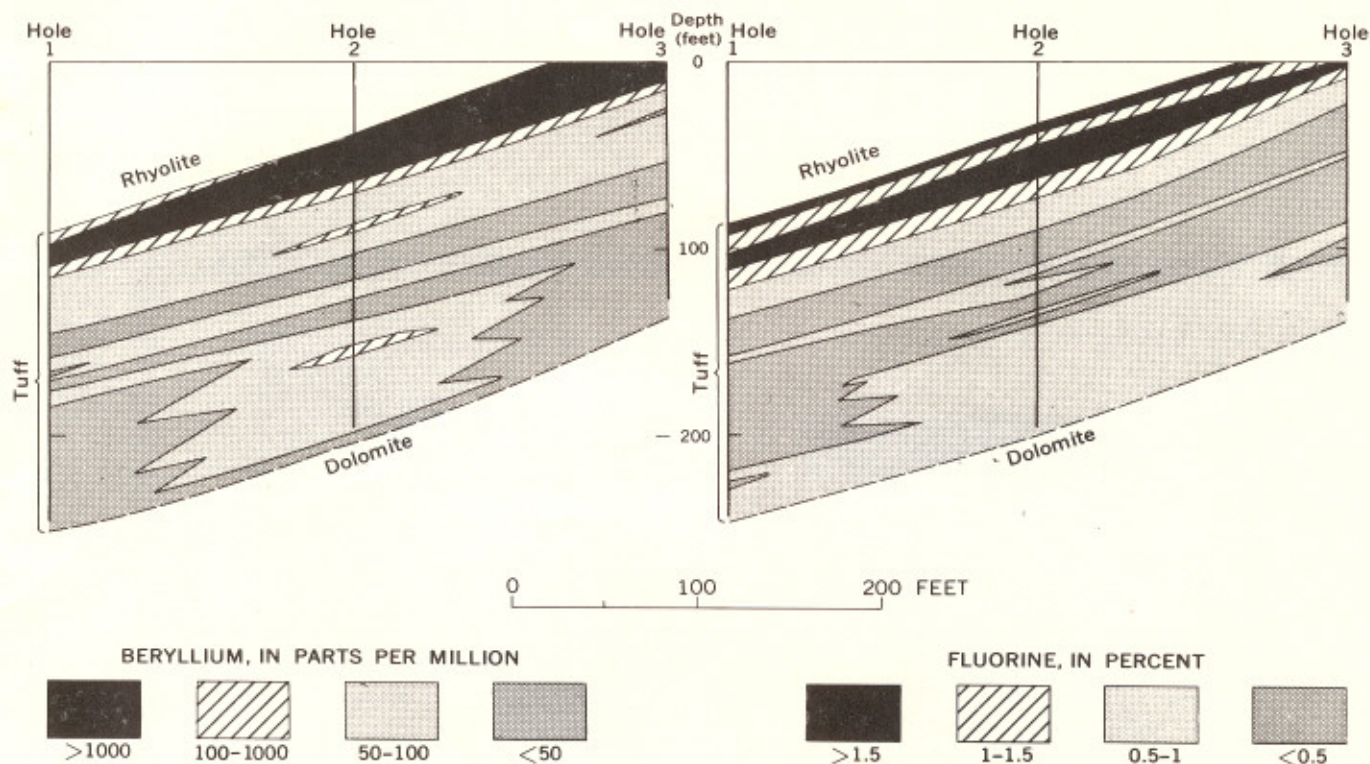 Hole 1
Hole 2
Hole 3
Depth (feet)
Hole 1
Hole 2
Hole 3
0
Rhyolite
Rhyolite
100
Tuff
Tuff
200
Dolomite
Dolomite
0 100 200 FEET
BERYLLIUM, IN PARTS PER MILLION
>1000 100-1000 50-100 <50
FLUORINE, IN PERCENT
>1.5 1-1.5 0.5-1 <0.5